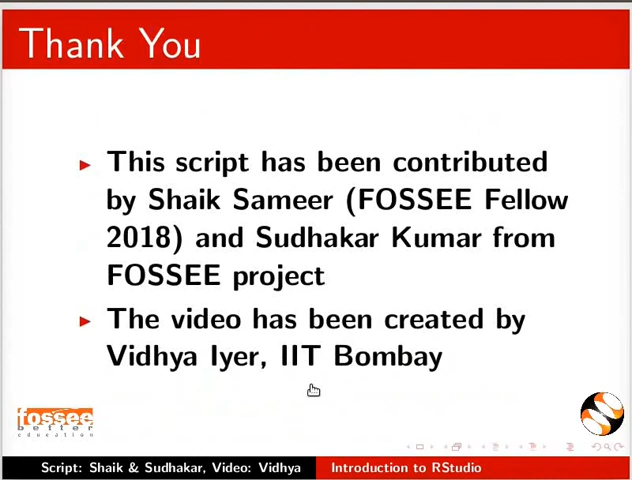 Thank You
This script has been contributed
by Shaik Sameer (FOSSEE Fellow
2018) and Sudhakar Kumar from
FOSSEE project
The video has been created by
Vidhya Iyer, IIT Bombay
fossee
better
education
Script: Shaik & Sudhakar, Video: Vidhya Introduction to RStudio